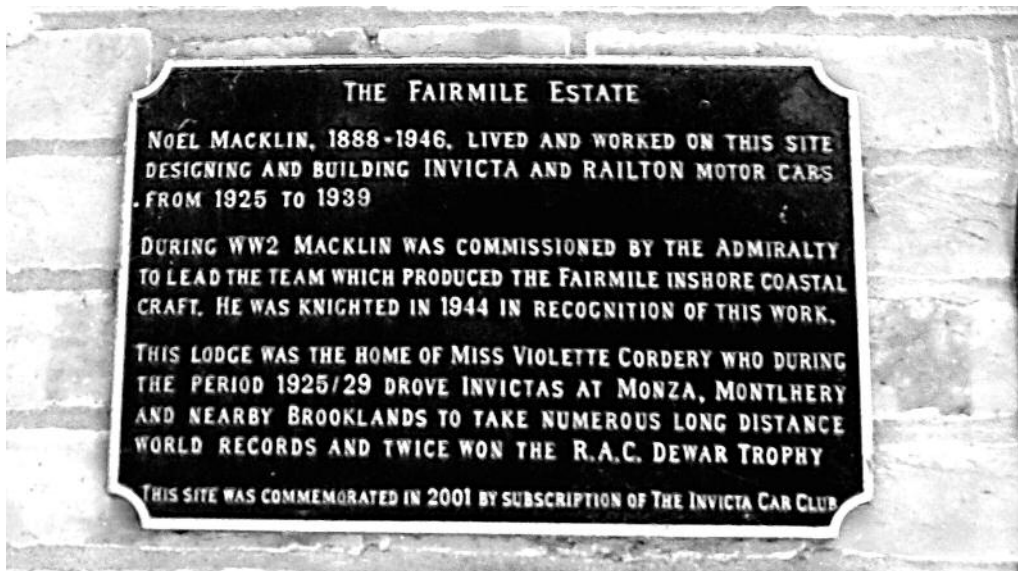 THE FAIRMILE ESTATE
NOEL MACKLIN, 1888-1946, LIVED AND WORKED ON THIS SITE
DESIGNING AND BUILDING INVICTA AND RAILTON MOTOR CARS
FROM 1925 TO 1939
DURING WW2 MACKLIN WAS COMMISSIONED BY THE ADMIRALTY
TO LEAD THE TEAM WHICH PRODUCED THE FAIRMILE INSHORE COASTAL
CRAFT. HE WAS KNIGHTED IN 1944 IN RECOGNITION OF THIS WORK.
THIS LODGE WAS THE HOME OF MISS VIOLETTE CORDERY WHO DURING
THE PERIOD 1925/29 DROVE INVICTAS AT MONZA, MONTLHERY
AND NEARBY BROOKLANDS TO TAKE NUMEROUS LONG DISTANCE
WORLD RECORDS AND TWICE WON THE R.A.C. DEWAR TROPHY
THIS SITE WAS COMMEMORATED IN 2001 BY SUBSCRIPTION OF THE INVICTA CAR CLUB